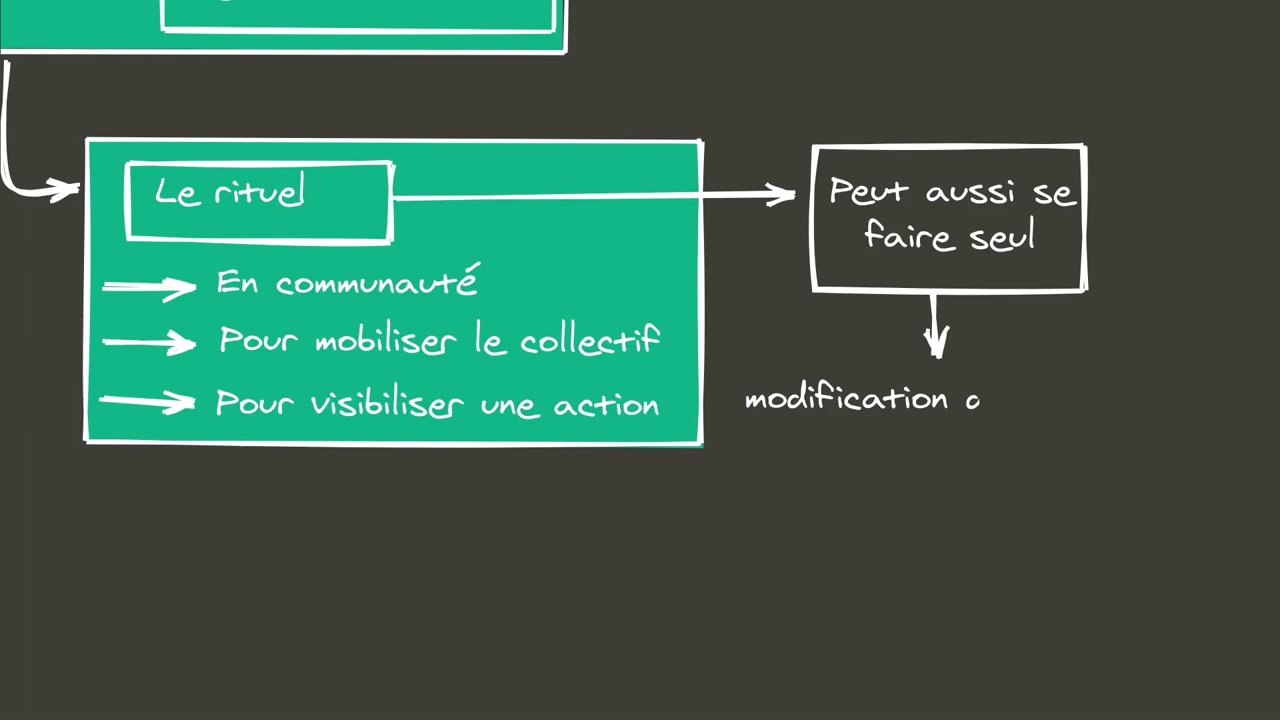 Le rituel
En communauté
Pour mobiliser le collectif
Pour visibiliser une action
Peut aussi se
faire seul
modification